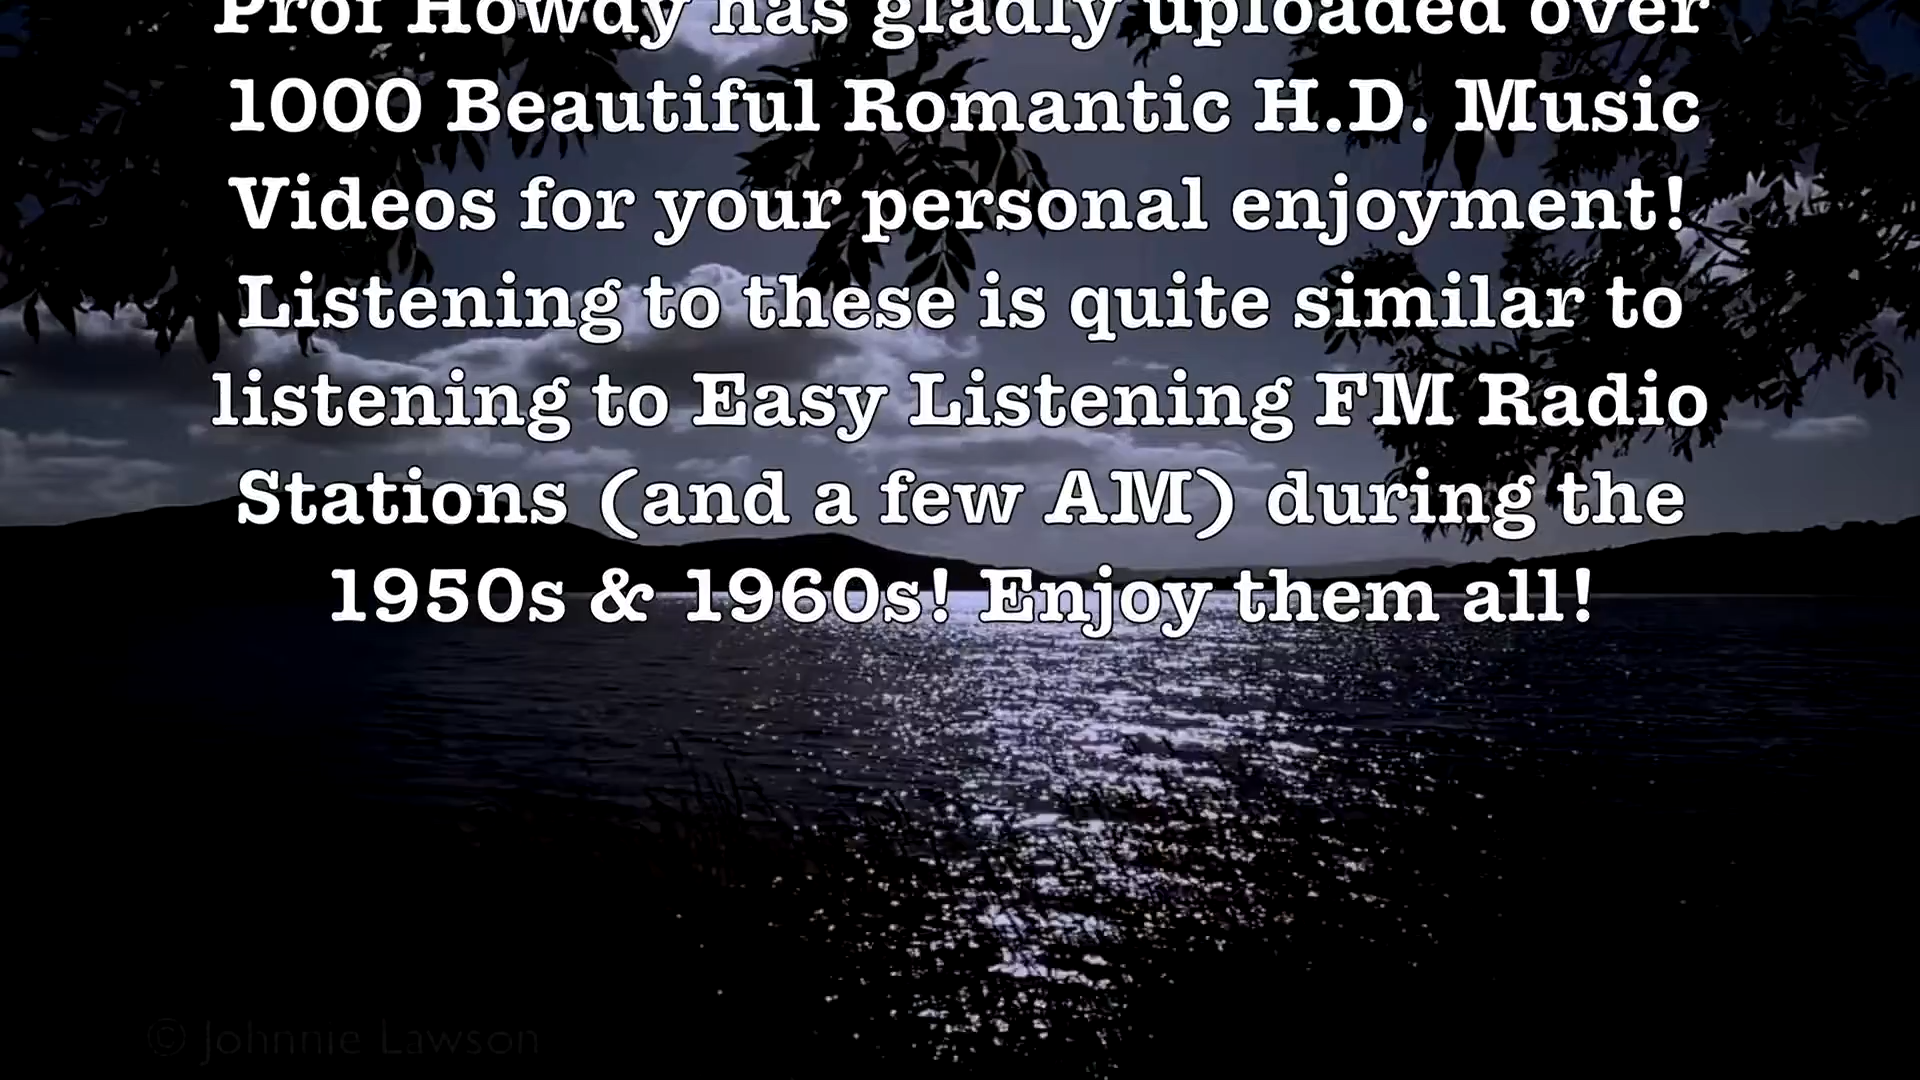 Prof Howdy has gladly uploaded over
1000 Beautiful Romantic H.D. Music
Videos for your personal enjoyment!
Listening to these is quite similar to
listening to Easy Listening FM Radio
Stations (and a few AM) during the
1950s & 1960s! Enjoy them all!
© Johnnie Lawson